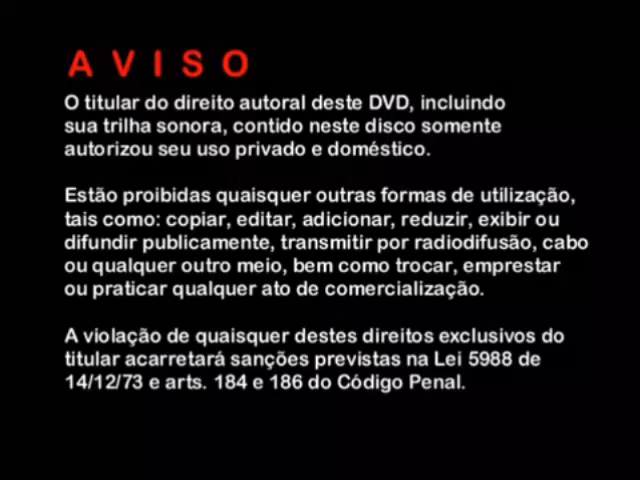 A V I S O
O titular do direito autoral deste DVD, incluindo
sua trilha sonora, contido neste disco somente
autorizou seu uso privado e doméstico.
Estão proibidas quaisquer outras formas de utilização,
tais como: copiar, editar, adicionar, reduzir, exibir ou
difundir publicamente, transmitir por radiodifusão, cabo
ou qualquer outro meio, bem como trocar, emprestar
ou praticar qualquer ato de comercialização.
A violação de quaisquer destes direitos exclusivos do
titular acarretará sanções previstas na Lei 5988 de
14/12/73 e arts. 184 e 186 do Código Penal.